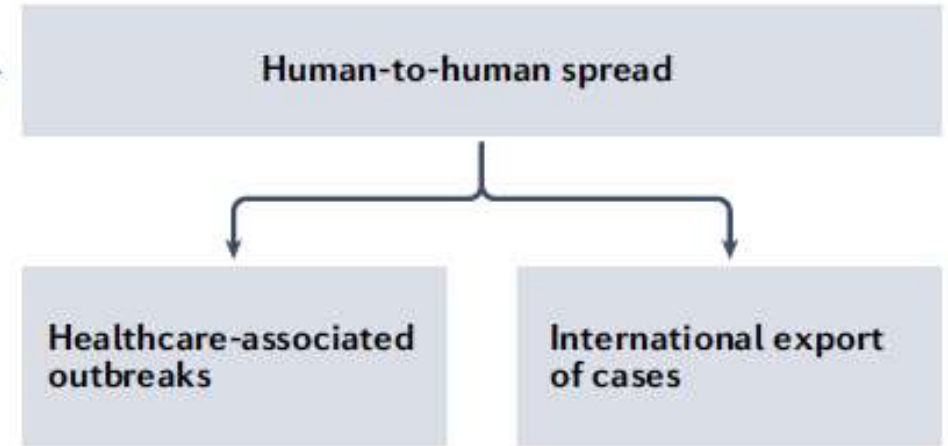 Human-to-human spread
Healthcare-associated
outbreaks
International export
of cases